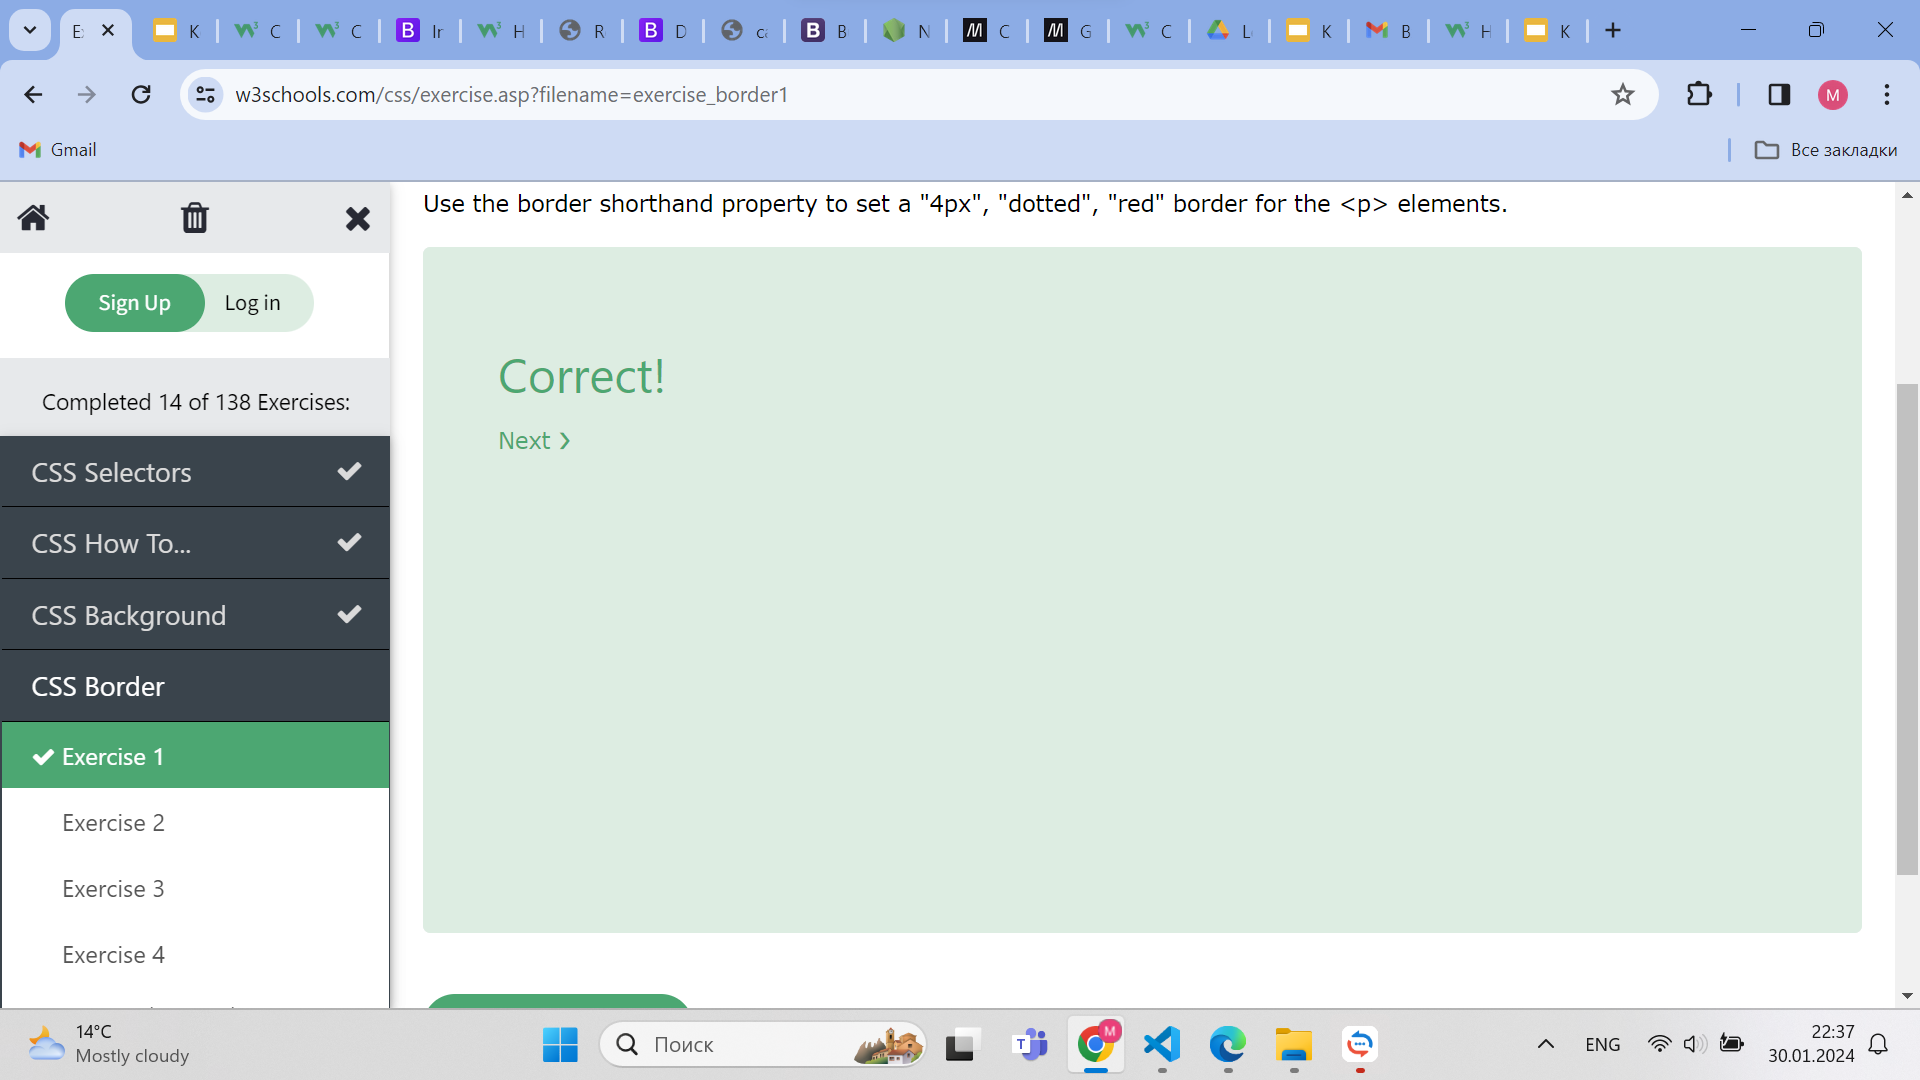 E
K
C
C
Ir
H
R
D
B
N
C
G
C
L
K
B
H
K
w3schools.com/css/exercise.asp?filename=exercise_border1
M
Gmail
Все закладки
Use the border shorthand property to set a "4px", "dotted", "red" border for the <p> elements.
Sign Up
Log in
Completed 14 of 138 Exercises:
Correct!
Next ❯
CSS Selectors
CSS How To...
CSS Background
CSS Border
Exercise 1
Exercise 2
Exercise 3
Exercise 4
14°C
Mostly cloudy
Поиск
M
ENG
22:37
30.01.2024